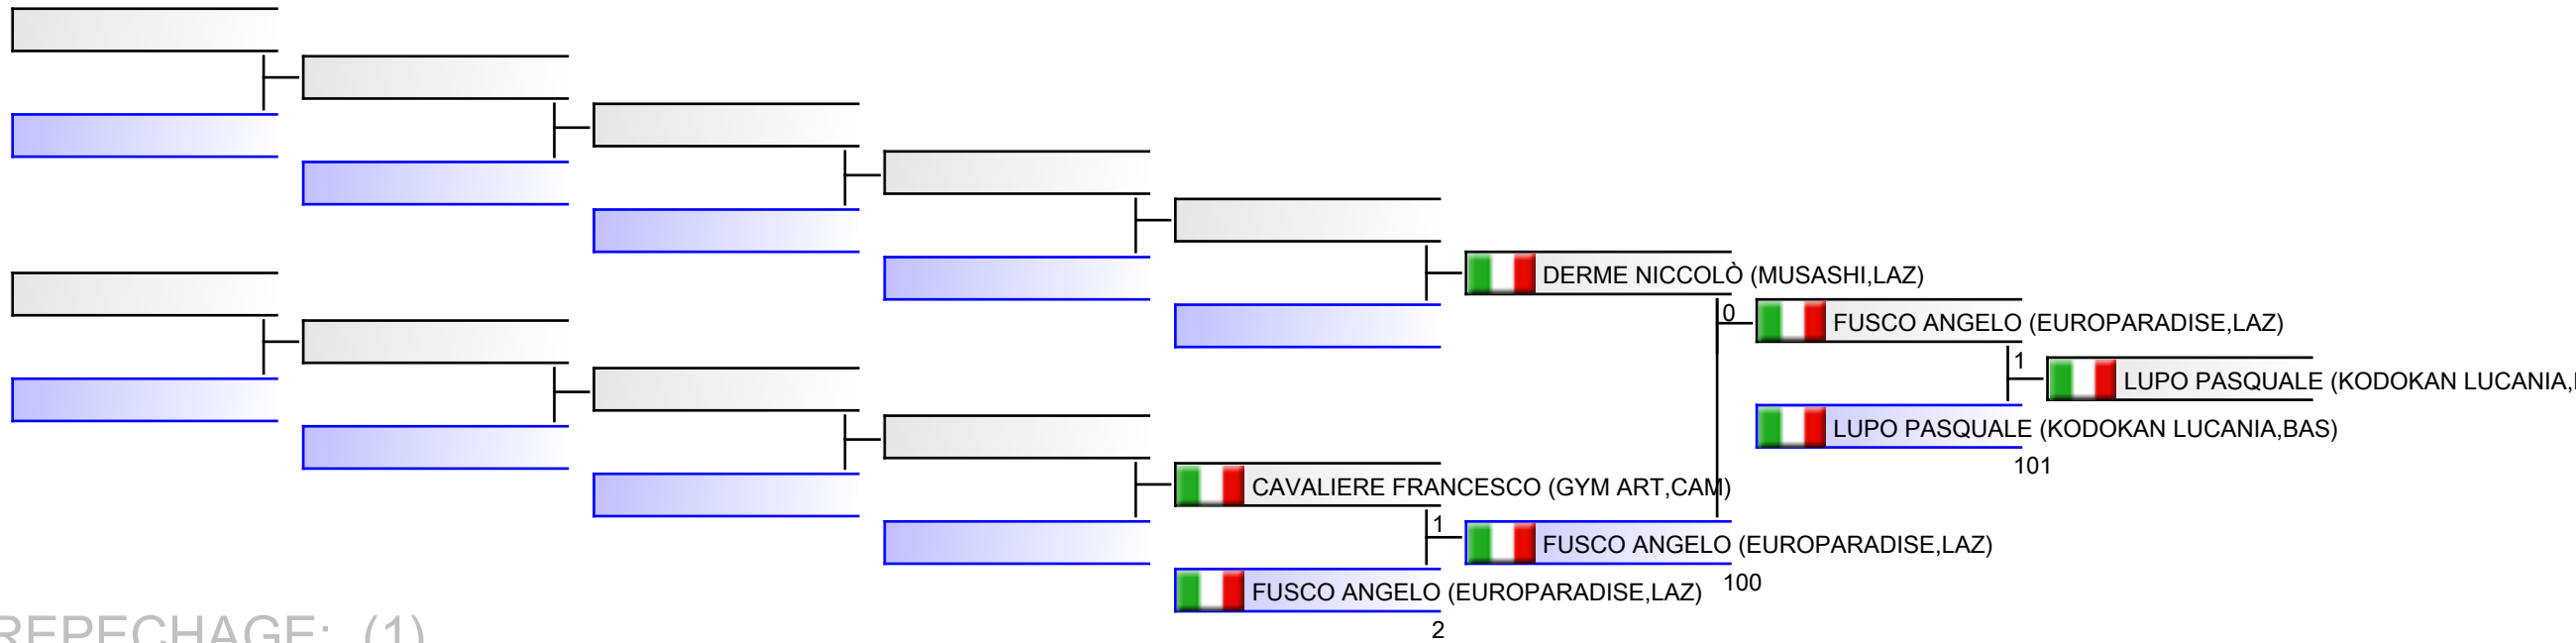 DERME NICCOLÒ (MUSASHI,LAZ)
0
FUSCO ANGELO (EUROPARADISE,LAZ)
1
LUPO PASQUALE (KODOKAN LUCANIA,
LUPO PASQUALE (KODOKAN LUCANIA,BAS)
101
CAVALIERE FRANCESCO (GYM ART,CAM)
1
FUSCO ANGELO (EUROPARADISE,LAZ)
100
FUSCO ANGELO (EUROPARADISE,LAZ)
2
REPECHAGE: (1)